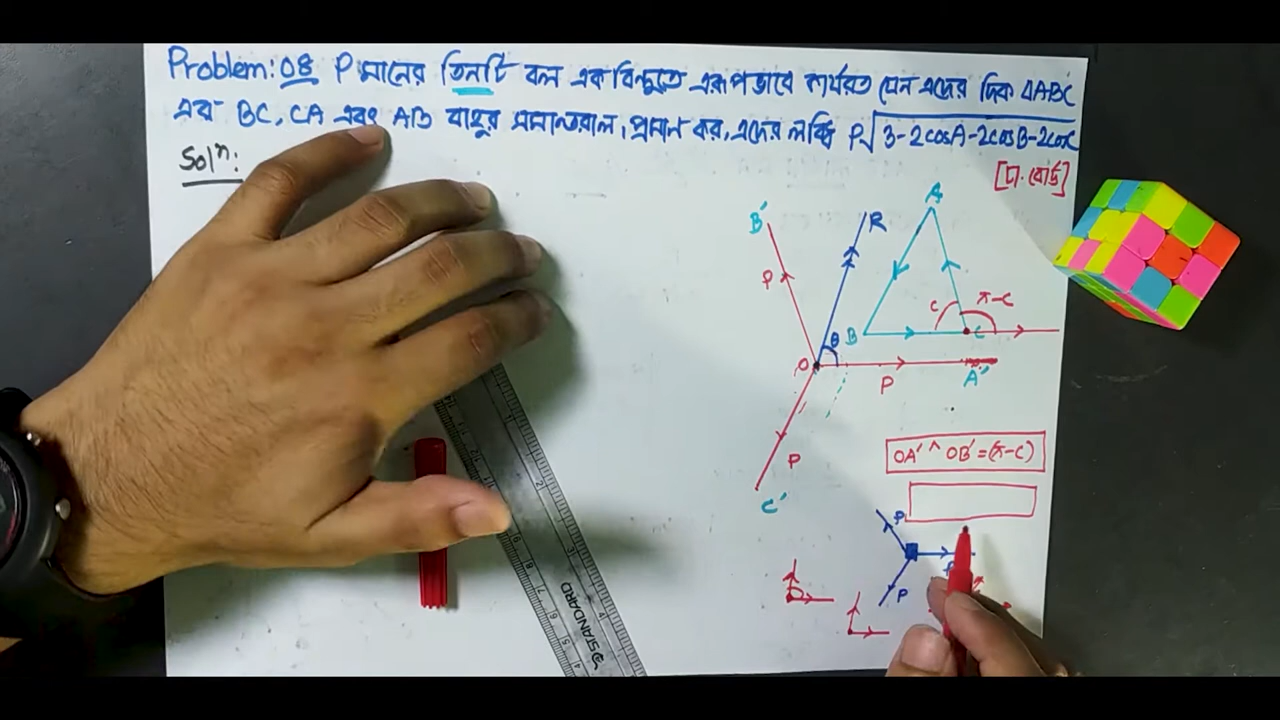 Problem: 08 P মানের তিনটি বল একবিন্দুতে এরূপভাবে কার্যরত যেন এদের দিক ΔABC
এর BC, CA এবং AB বাহুর সমান্তরাল, প্রমাণ কর, এদের লব্ধি P√3-2cosA-2cosB-2cosC
Solⁿ:
[ঢা. বোর্ড]
A
B′ R
P C π-C
O θ B C
P A′
P
C′
OA′ ^ OB′ = (π-C)
P
P
STANDARD